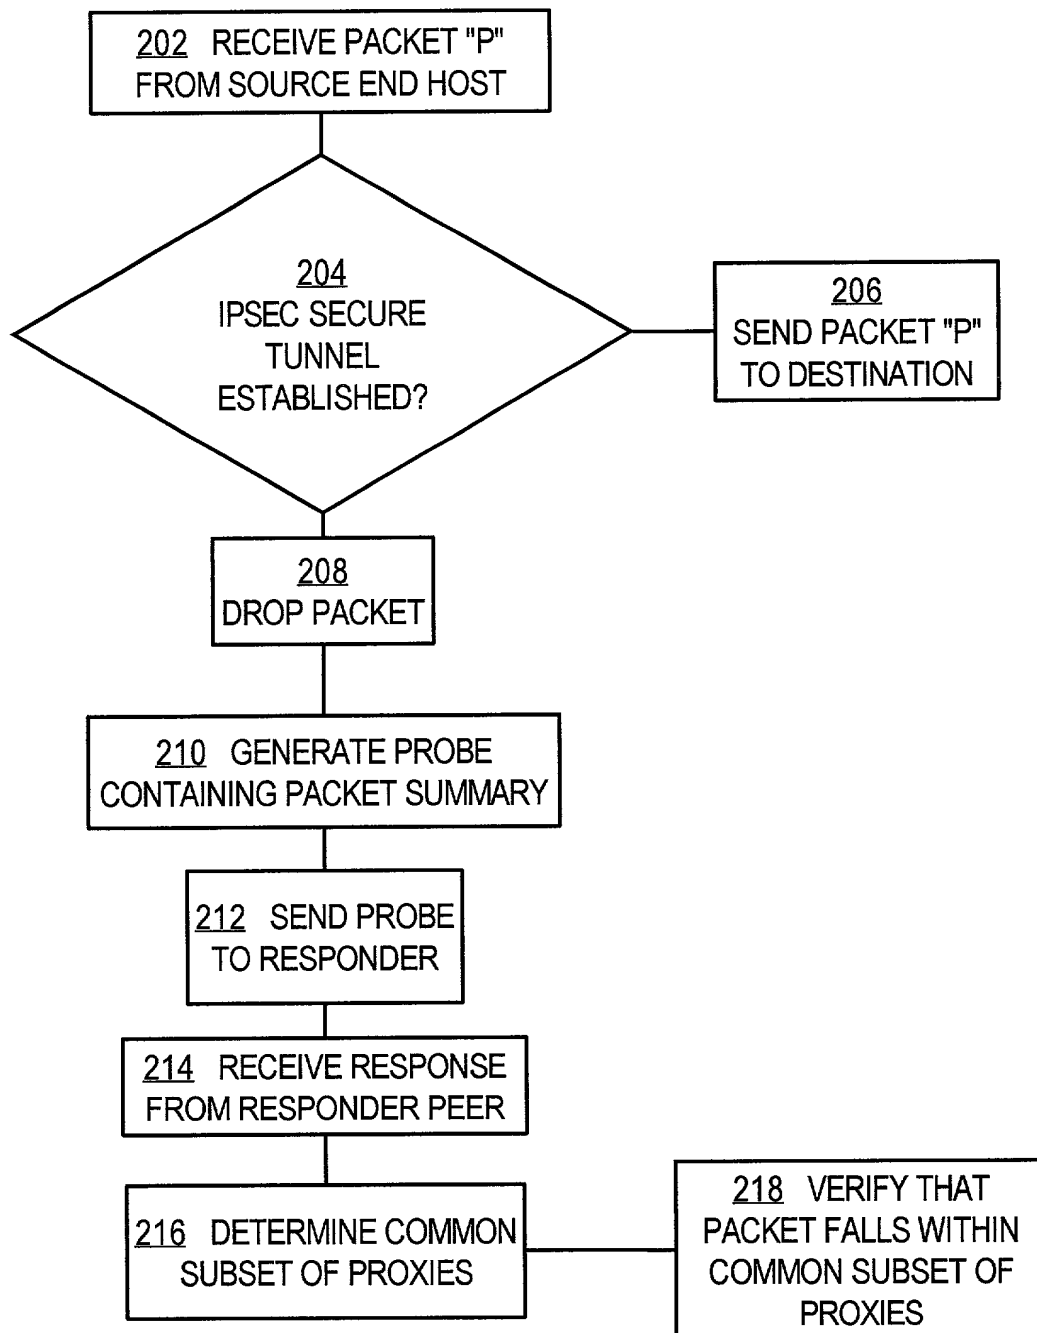 202 RECEIVE PACKET "P"
FROM SOURCE END HOST
204
IPSEC SECURE
TUNNEL
ESTABLISHED?
206
SEND PACKET "P"
TO DESTINATION
208
DROP PACKET
210 GENERATE PROBE
CONTAINING PACKET SUMMARY
212 SEND PROBE
TO RESPONDER
214 RECEIVE RESPONSE
FROM RESPONDER PEER
216 DETERMINE COMMON
SUBSET OF PROXIES
218 VERIFY THAT
PACKET FALLS WITHIN
COMMON SUBSET OF
PROXIES